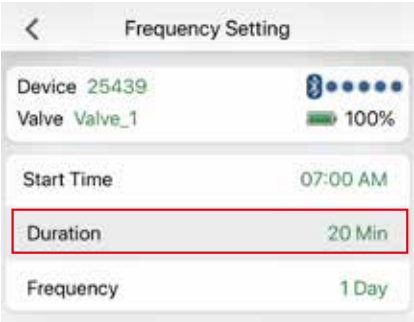 Frequency Setting
Device 25439
Valve Valve_1 100%
Start Time 07:00 AM
Duration 20 Min
Frequency 1 Day